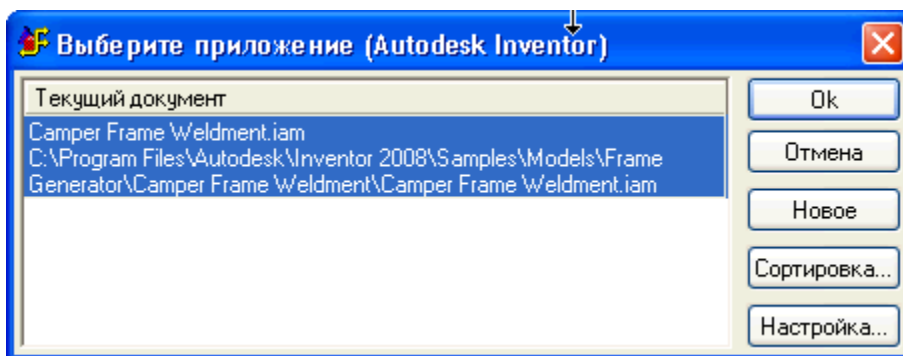 Выберите приложение (Autodesk Inventor)
Текущий документ
Camper Frame Weldment.iam
C:\Program Files\Autodesk\Inventor 2008\Samples\Models\Frame
Generator\Camper Frame Weldment\Camper Frame Weldment.iam
Ok
Отмена
Новое
Сортировка...
Настройка...